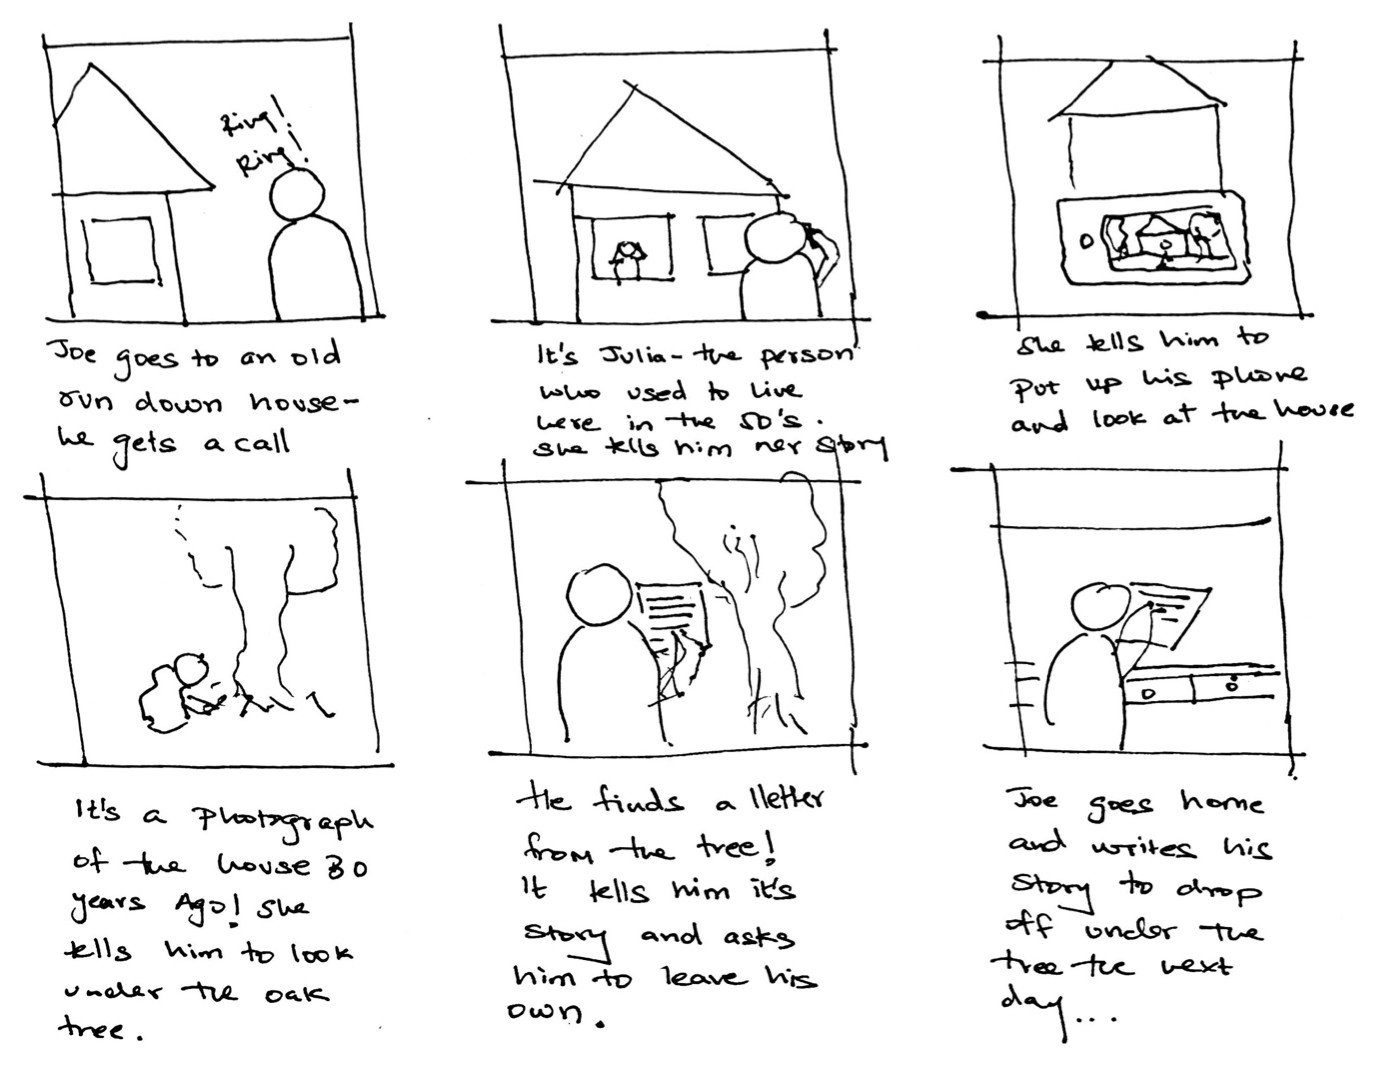 Ring!
Ring!
Joe goes to an old
run down house-
he gets a call
It's Julia - the person
who used to live
here in the 50's.
she tells him her story
she tells him to
put up his phone
and look at the house
It's a photograph
of the house 30
years Ago! she
tells him to look
under the oak
tree.
He finds a lletter
from the tree!
It tells him it's
story and asks
him to leave his
own.
Joe goes home
and writes his
story to drop
off under the
tree the next
day...